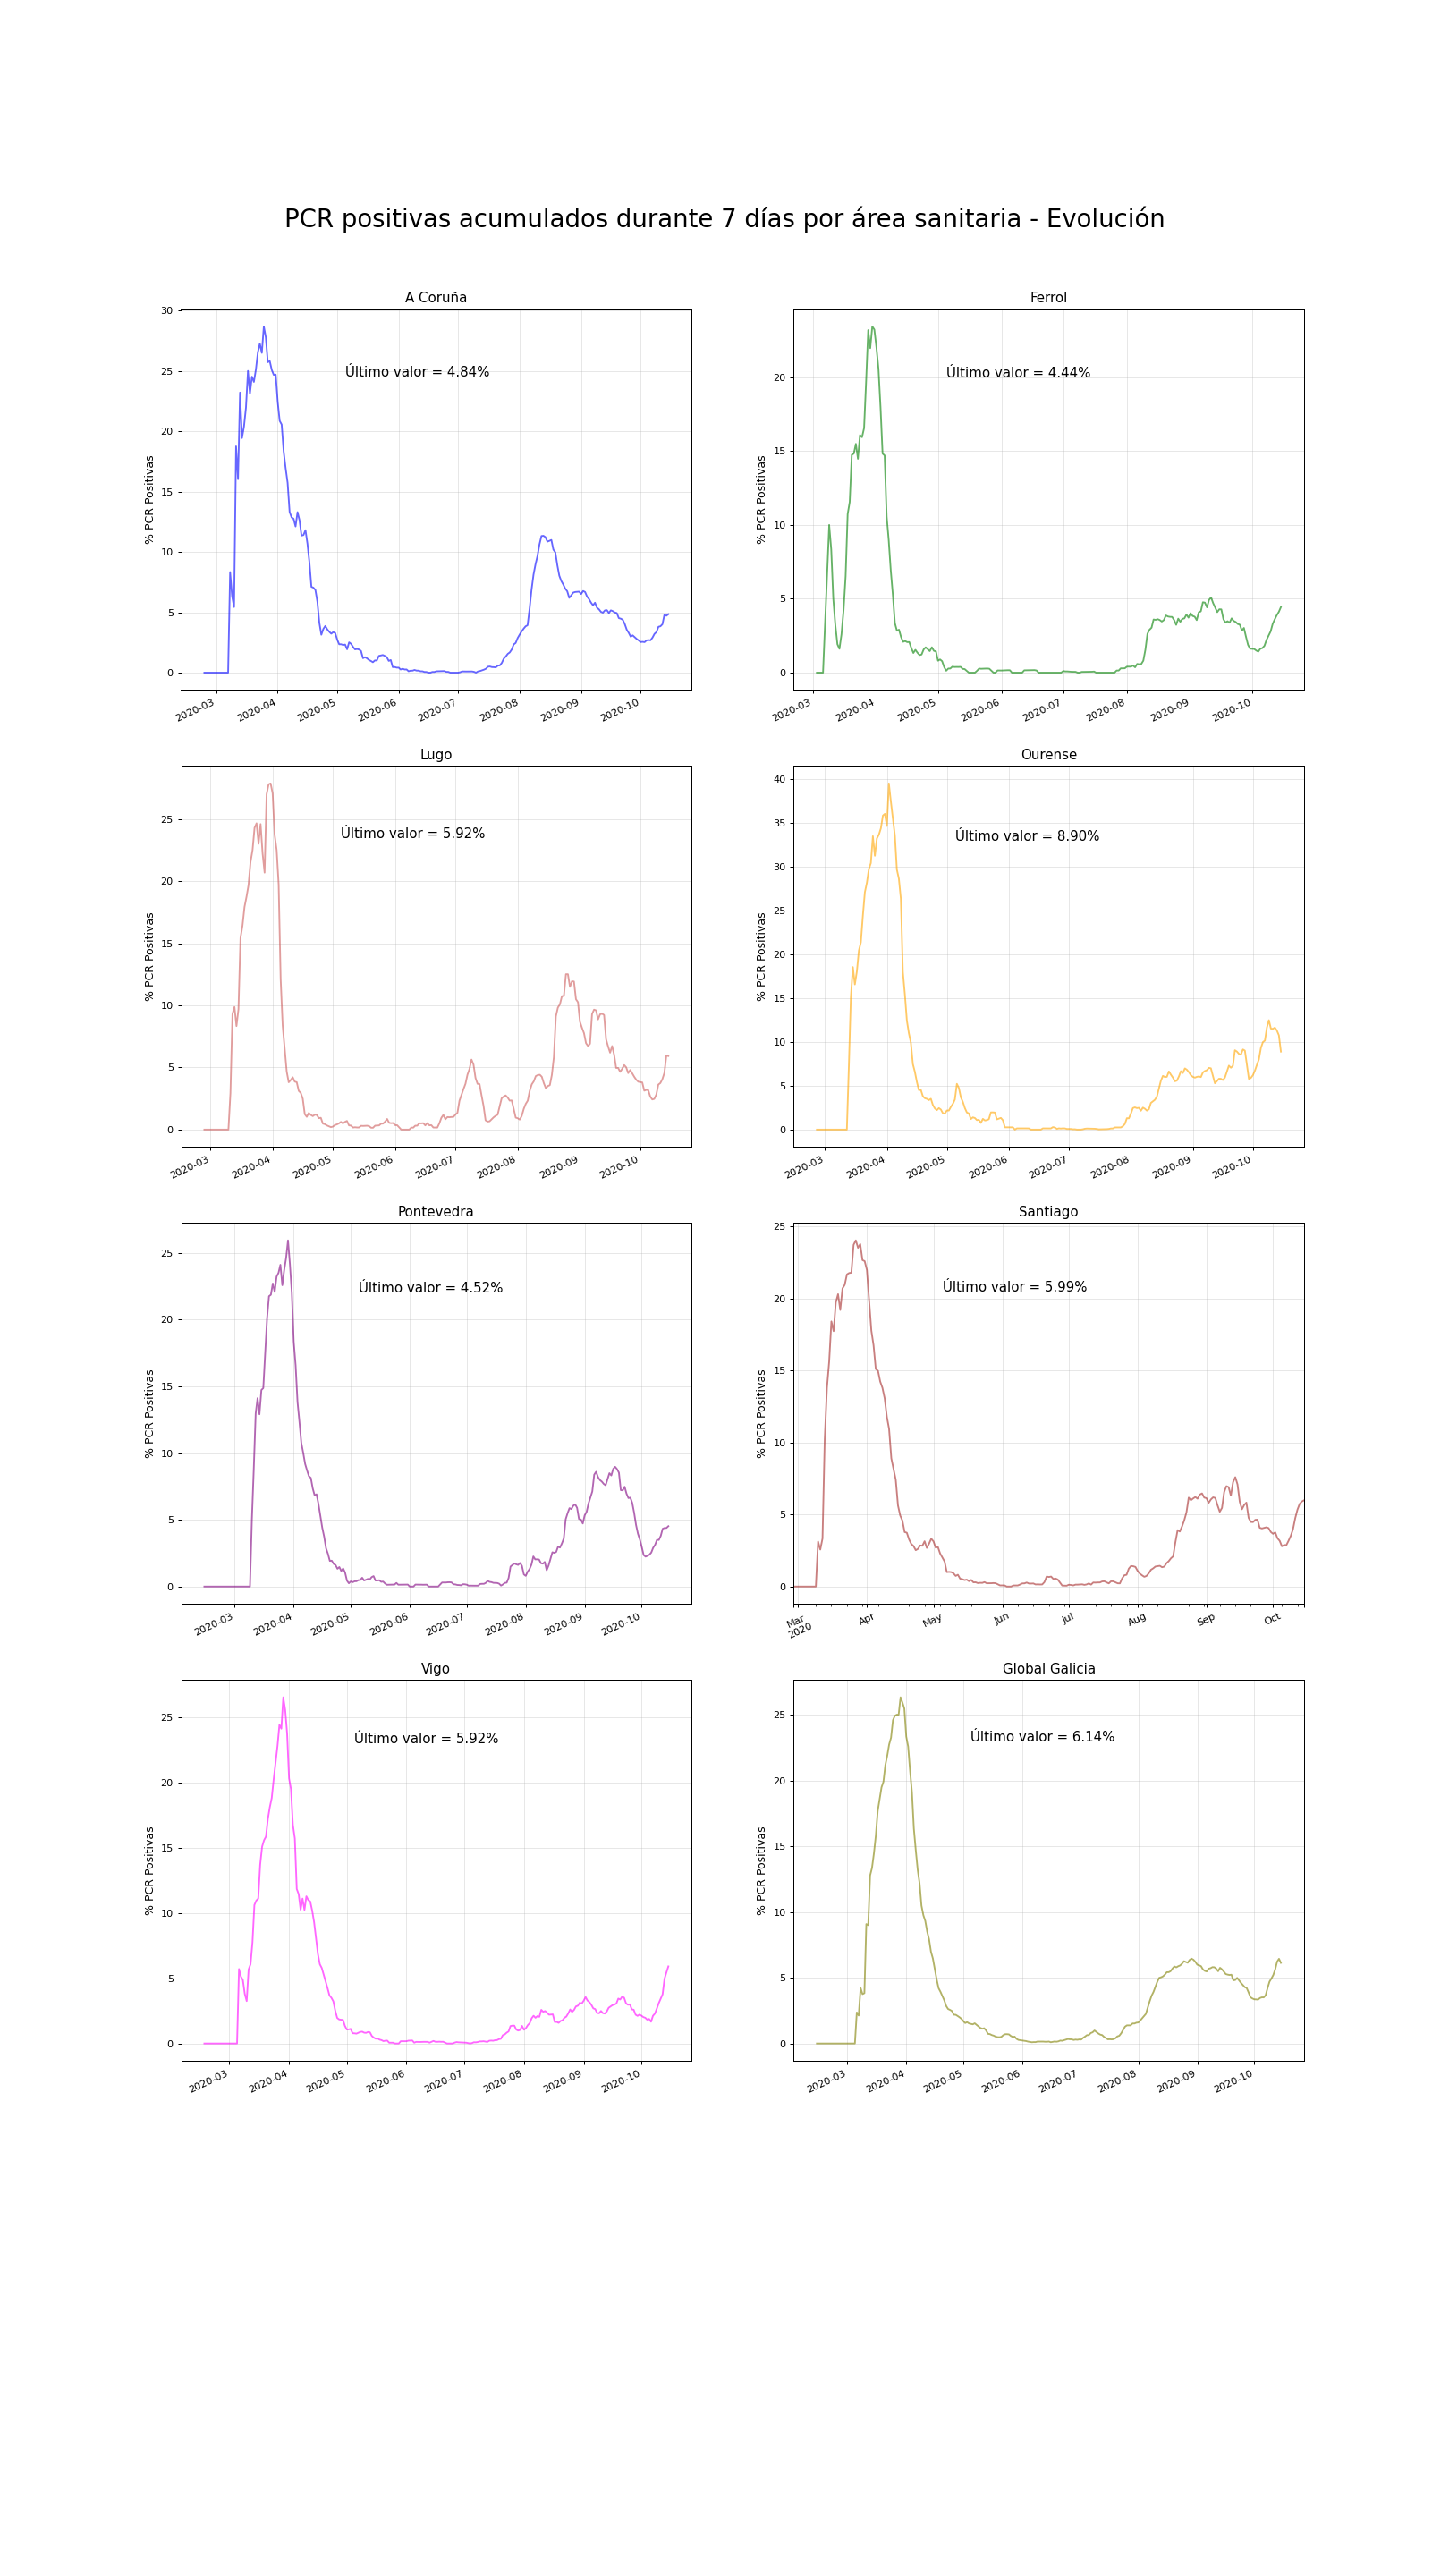 PCR positivas acumulados durante 7 días por área sanitaria - Evolución
A Coruña
% PCR Positivas
30
25
20
15
10
5
0
Último valor = 4.84%
2020-03 2020-04 2020-05 2020-06 2020-07 2020-08 2020-09 2020-10
Ferrol
% PCR Positivas
20
15
10
5
0
Último valor = 4.44%
2020-03 2020-04 2020-05 2020-06 2020-07 2020-08 2020-09 2020-10
Lugo
% PCR Positivas
25
20
15
10
5
0
Último valor = 5.92%
2020-03 2020-04 2020-05 2020-06 2020-07 2020-08 2020-09 2020-10
Ourense
% PCR Positivas
40
35
30
25
20
15
10
5
0
Último valor = 8.90%
2020-03 2020-04 2020-05 2020-06 2020-07 2020-08 2020-09 2020-10
Pontevedra
% PCR Positivas
25
20
15
10
5
0
Último valor = 4.52%
2020-03 2020-04 2020-05 2020-06 2020-07 2020-08 2020-09 2020-10
Santiago
% PCR Positivas
25
20
15
10
5
0
Último valor = 5.99%
Mar Apr May Jun Jul Aug Sep Oct
2020
Vigo
% PCR Positivas
25
20
15
10
5
0
Último valor = 5.92%
2020-03 2020-04 2020-05 2020-06 2020-07 2020-08 2020-09 2020-10
Global Galicia
% PCR Positivas
25
20
15
10
5
0
Último valor = 6.14%
2020-03 2020-04 2020-05 2020-06 2020-07 2020-08 2020-09 2020-10